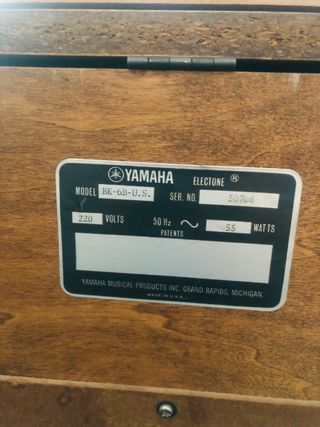 YAMAHA ELECTONE ®
MODEL BK-6B-U.S. SER. NO. 50708
220 VOLTS 50 Hz ~ 55 WATTS
PATENTS
YAMAHA MUSICAL PRODUCTS INC. GRAND RAPIDS, MICHIGAN,
MADE IN U.S.A.